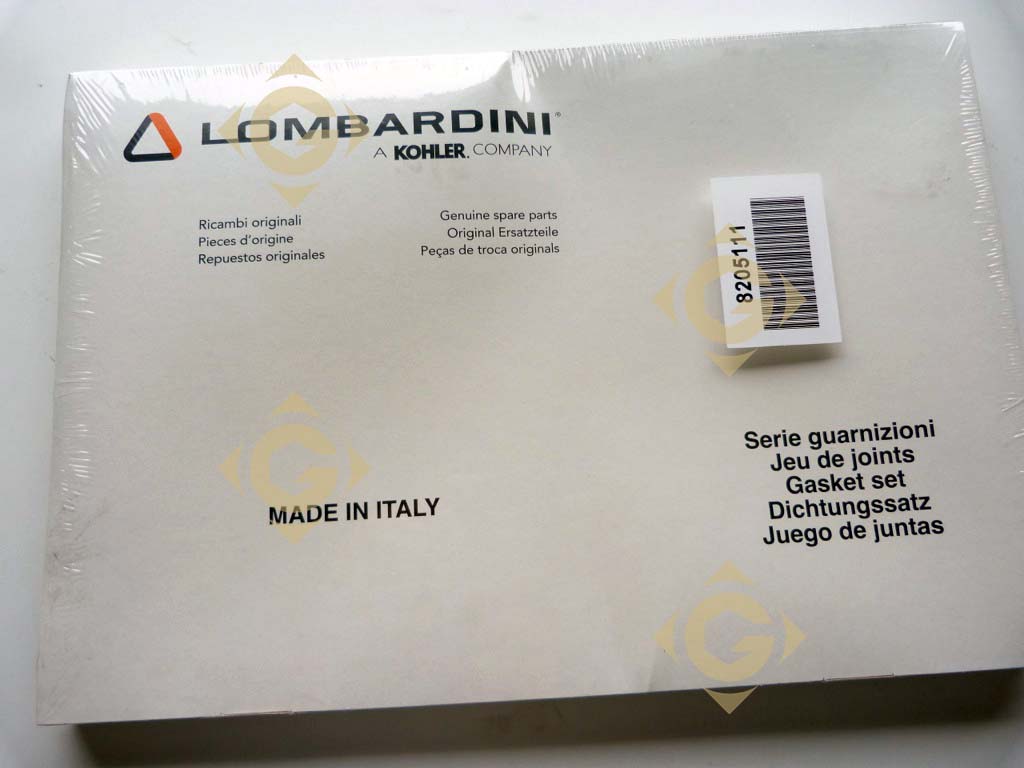 LOMBARDINI®
A KOHLER. COMPANY
Ricambi originali
Pieces d'origine
Repuestos originales
Genuine spare parts
Original Ersatzteile
Peças de troca originals
8205111
Serie guarnizioni
Jeu de joints
Gasket set
Dichtungssatz
Juego de juntas
MADE IN ITALY
G
G
G
G